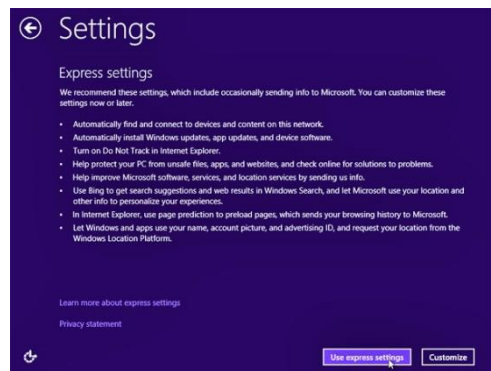 Settings
Express settings
We recommend these settings, which include occasionally sending info to Microsoft. You can customize these
settings now or later.
• Automatically find and connect to devices and content on this network.
• Automatically install Windows updates, app updates, and device software.
• Turn on Do Not Track in Internet Explorer.
• Help protect your PC from unsafe files, apps, and websites, and check online for solutions to problems.
• Help improve Microsoft software, services, and location services by sending us info.
• Use Bing to get search suggestions and web results in Windows Search, and let Microsoft use your location and
other info to personalize your experiences.
• In Internet Explorer, use page prediction to preload pages, which sends your browsing history to Microsoft.
• Let Windows and apps use your name, account picture, and advertising ID, and request your location from the
Windows Location Platform.
Learn more about express settings
Privacy statement
Use express settings
Customize